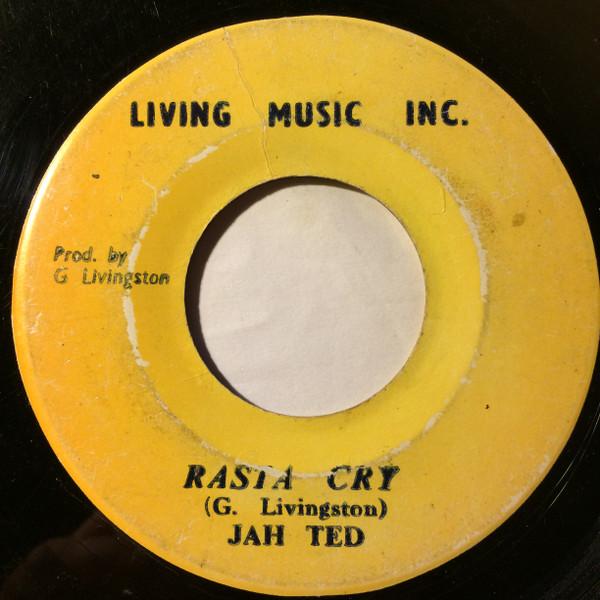 LIVING MUSIC INC.
Prod. by
G Livingston
RASTA CRY
(G. Livingston)
JAH TED